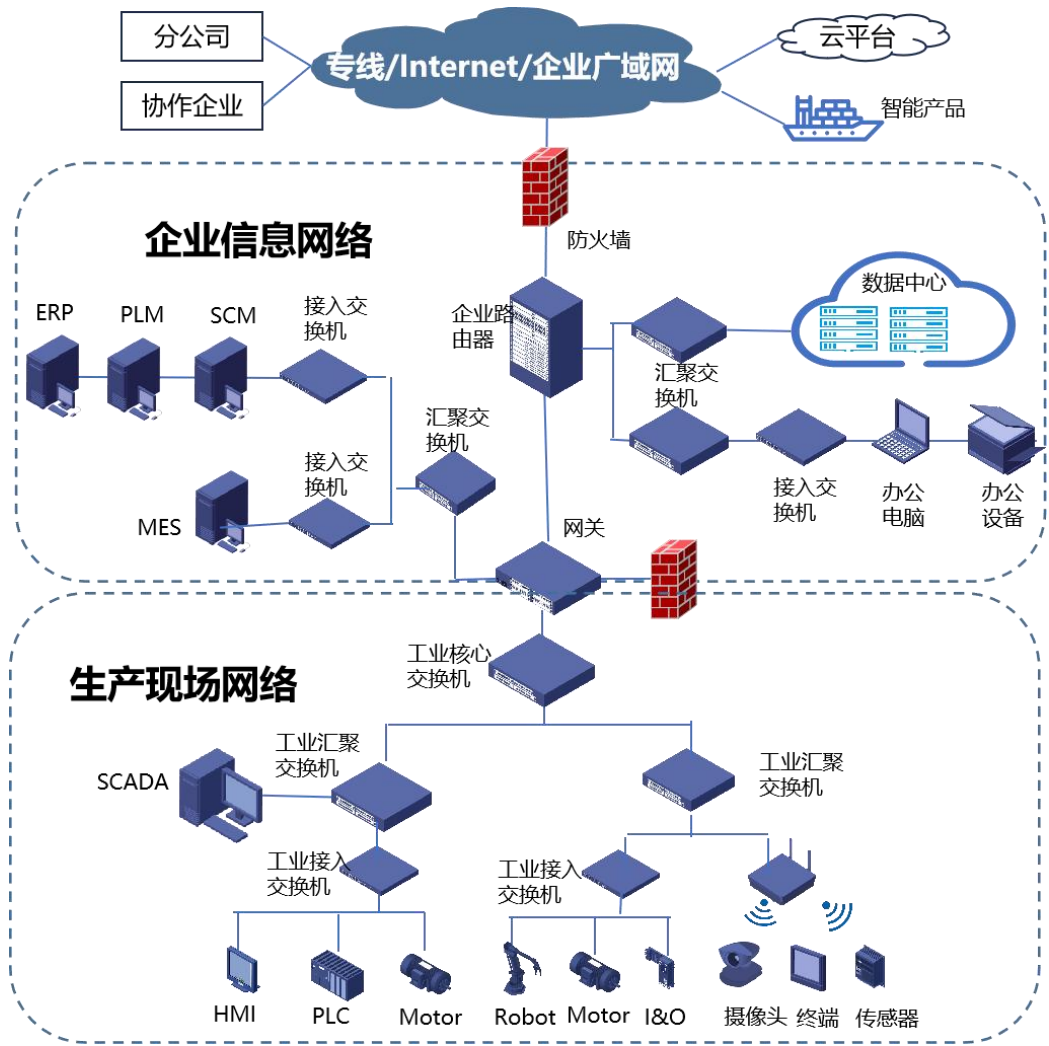 分公司
专线/Internet/企业广域网
云平台
协作企业
智能产品
企业信息网络
防火墙
数据中心
ERP
PLM
SCM
接入交
换机
企业路
由器
汇聚交
换机
汇聚交
换机
接入交
换机
MES
接入交
换机
办公
电脑
办公
设备
网关
生产现场网络
工业核心
交换机
SCADA
工业汇聚
交换机
工业汇聚
交换机
工业接入
交换机
工业接入
交换机
HMI
PLC
Motor
Robot
Motor
I&O
摄像头
终端
传感器